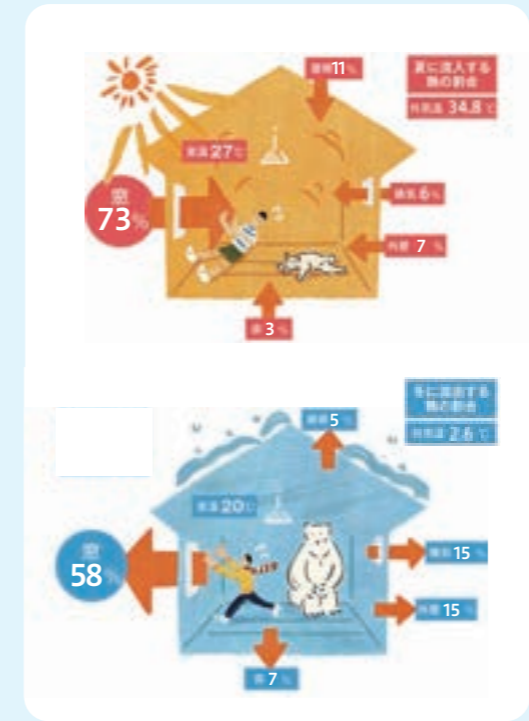 屋根11%
夏に流入する
熱の割合
外気温 34.8℃
室温27℃
窓
73%
換気6%
外壁 7 %
床3%
冬に流出する
熱の割合
外気温 2.6℃
屋根5%
室温20℃
窓
58%
換気15%
外壁15%
床7%